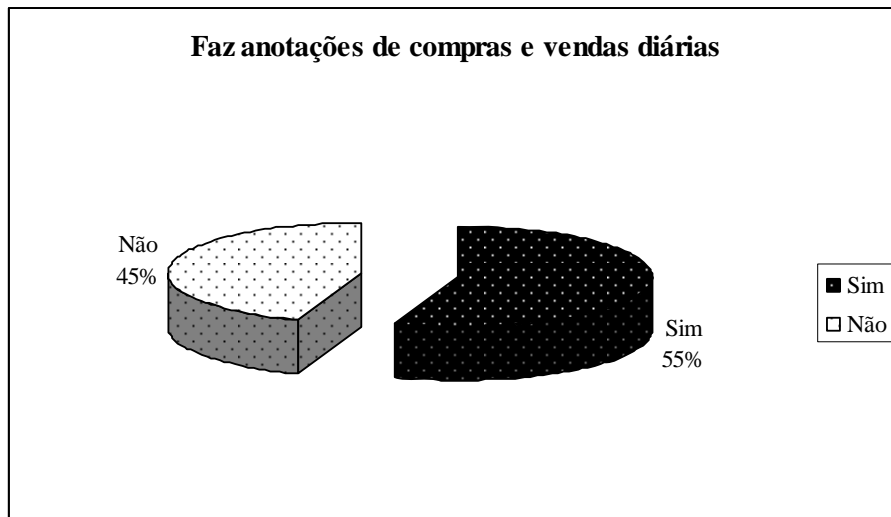 Faz anotações de compras e vendas diárias
Não
45%
Sim
55%
Sim
Não